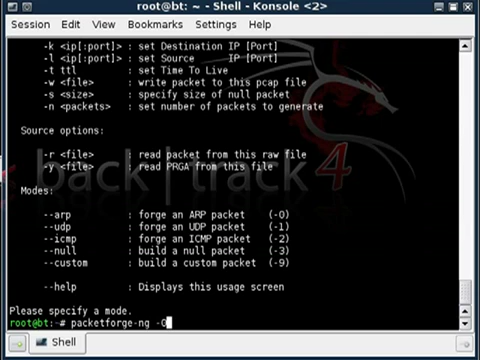 root@bt: ~ - Shell - Konsole <2>
Session Edit View Bookmarks Settings Help
-k <ip[:port]> : set Destination IP [Port]
-l <ip[:port]> : set Source IP [Port]
-t ttl : set Time To Live
-w <file> : write packet to this pcap file
-s <size> : specify size of null packet
-n <packets> : set number of packets to generate
Source options:
-r <file> : read packet from this raw file
-y <file> : read PRGA from this file
back | track 4
Modes:
--arp : forge an ARP packet (-0)
--udp : forge an UDP packet (-1)
--icmp : forge an ICMP packet (-2)
--null : build a null packet (-3)
--custom : build a custom packet (-9)
--help : Displays this usage screen
Please specify a mode.
root@bt:~# packetforge-ng -0
Shell